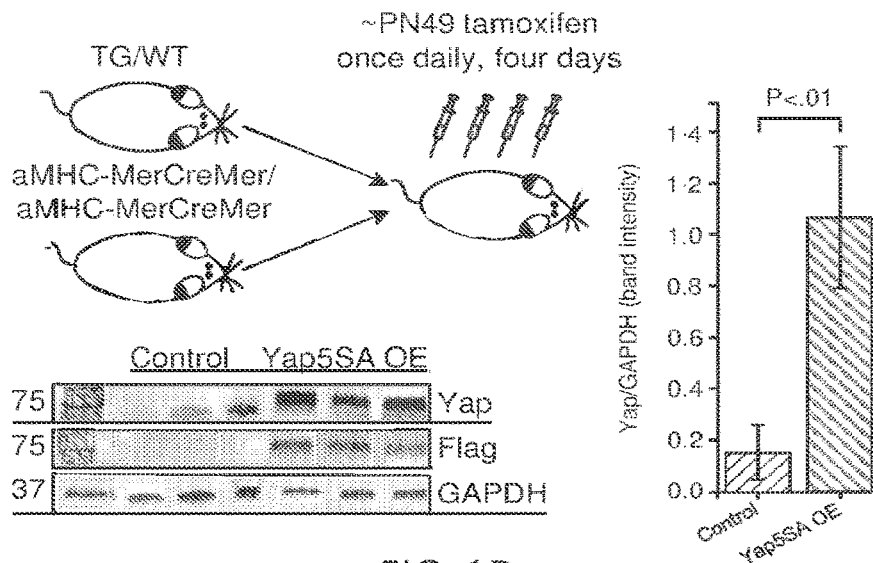 ~PN49 tamoxifen
once daily, four days
TG/WT
aMHC-MerCreMer/
aMHC-MerCreMer
Control Yap5SA OE
75 Yap
75 Flag
37 GAPDH
P<.01
Yap/GAPDH (band intensity)
1.4
1.2
1.0
0.8
0.6
0.4
0.2
0.0
Control
Yap5SA OE